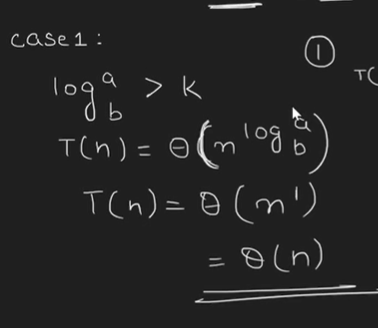 case1:
①
T(
log_b^a > k
T(n) = θ(n^{log_b^a})
T(n) = θ(n^1)
= θ(n)